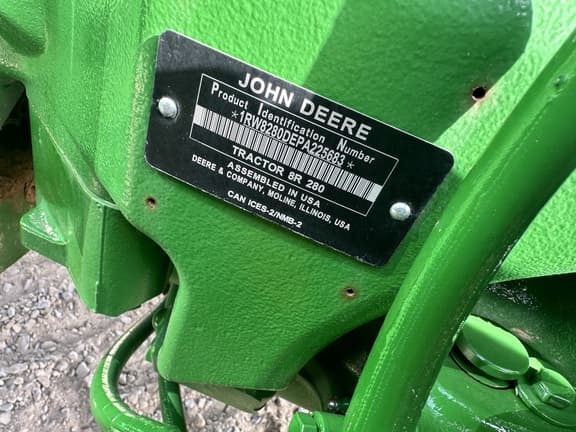 JOHN DEERE
Product Identification Number
*1RW8280DEPA225683*
TRACTOR 8R 280
ASSEMBLED IN USA
DEERE & COMPANY, MOLINE, ILLINOIS, USA
CAN ICES-2/NMB-2